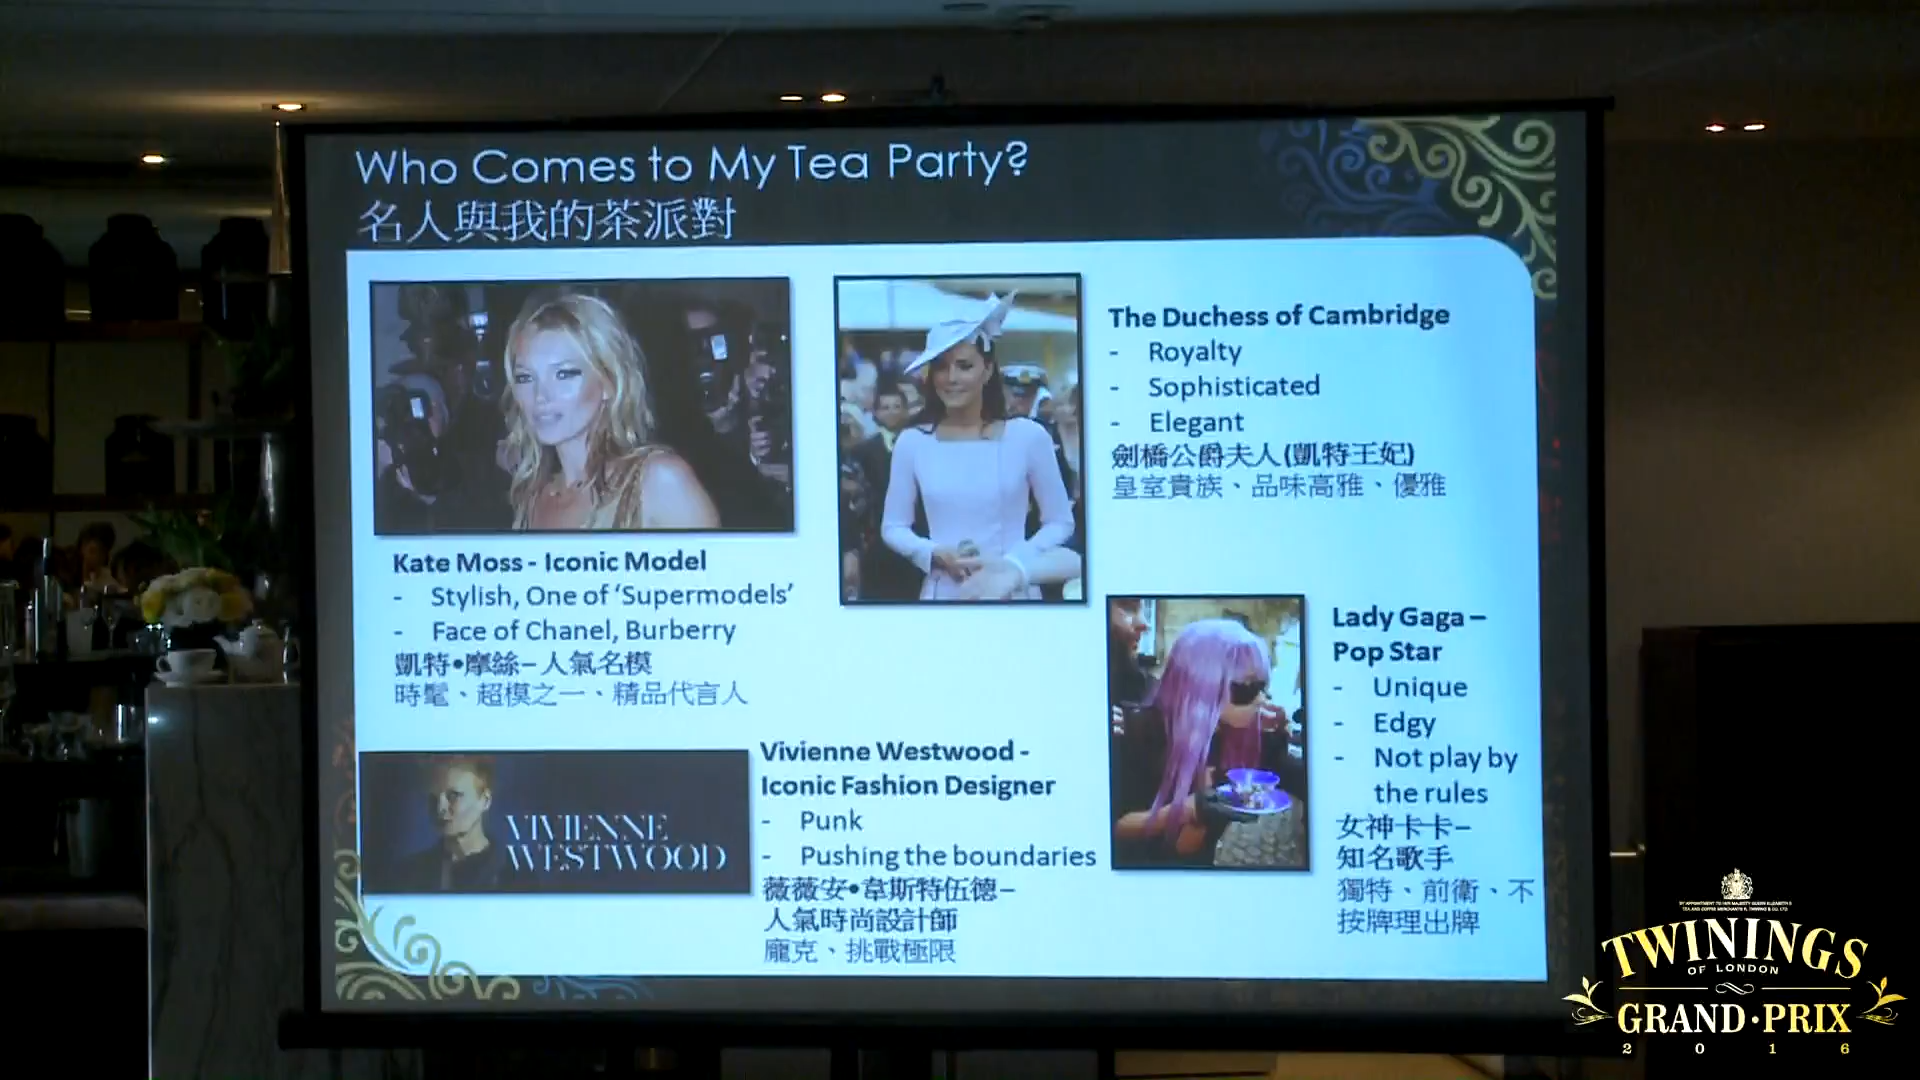 Who Comes to My Tea Party?
名人與我的茶派對
Kate Moss - Iconic Model
- Stylish, One of ‘Supermodels’
- Face of Chanel, Burberry
凱特•摩絲–人氣名模
時髦、超模之一、精品代言人
The Duchess of Cambridge
- Royalty
- Sophisticated
- Elegant
劍橋公爵夫人(凱特王妃)
皇室貴族、品味高雅、優雅
VIVIENNE
WESTWOOD
Vivienne Westwood -
Iconic Fashion Designer
- Punk
- Pushing the boundaries
薇薇安•韋斯特伍德–
人氣時尚設計師
龐克、挑戰極限
Lady Gaga –
Pop Star
- Unique
- Edgy
- Not play by
the rules
女神卡卡–
知名歌手
獨特、前衛、不
按牌理出牌
TWININGS
OF LONDON
GRAND·PRIX
2016